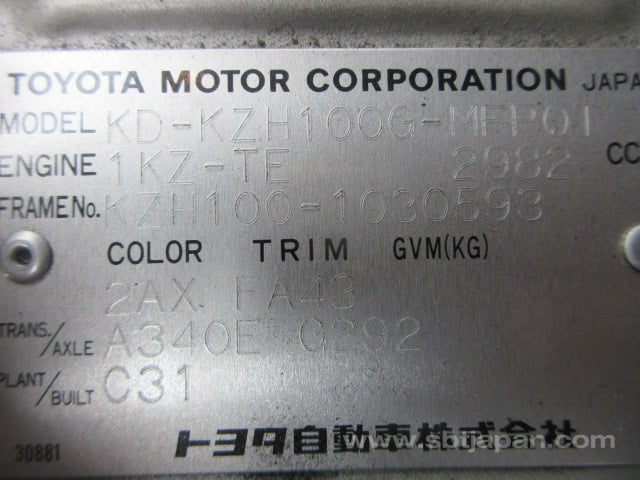 TOYOTA MOTOR CORPORATION JAPA
MODEL KD-KZH100G-MFPQT
ENGINE 1KZ-TE 2982 CC
FRAME No. KZH100-1030593
COLOR TRIM GVM(KG)
2AX FA43
TRANS./AXLE A340E G292
PLANT/BUILT C31
30881 トヨタ自動車株式会社
www.sbtjapan.com